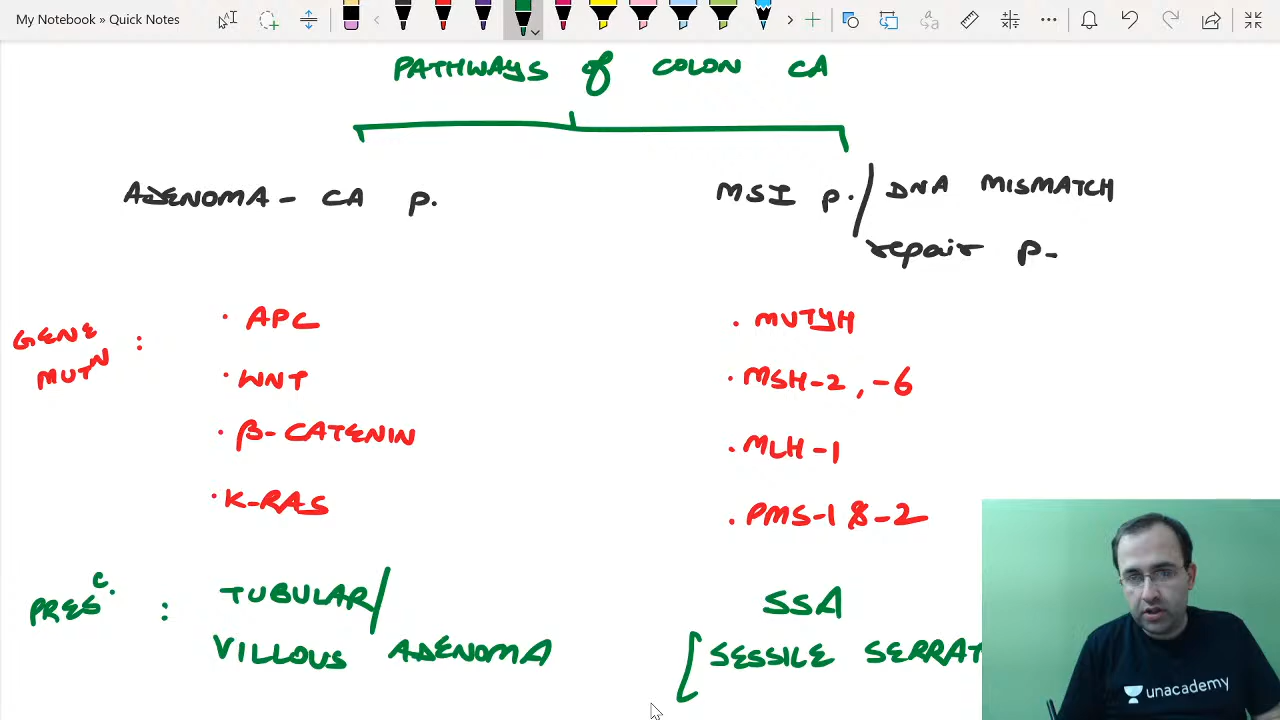 My Notebook » Quick Notes
PATHWAYS of COLON CA
ADENOMA - CA p.
MSI p. / DNA MISMATCH
repair p-
GENE MUTN :
· APC
· WNT
· β-CATENIN
· K-RAS
· MUTYH
· MSH-2, -6
· MLH-1
· PMS-1 & -2
PRESC. :
TUBULAR/
VILLOUS ADENOMA
SSA
[SESSILE SERRAT
unacademy